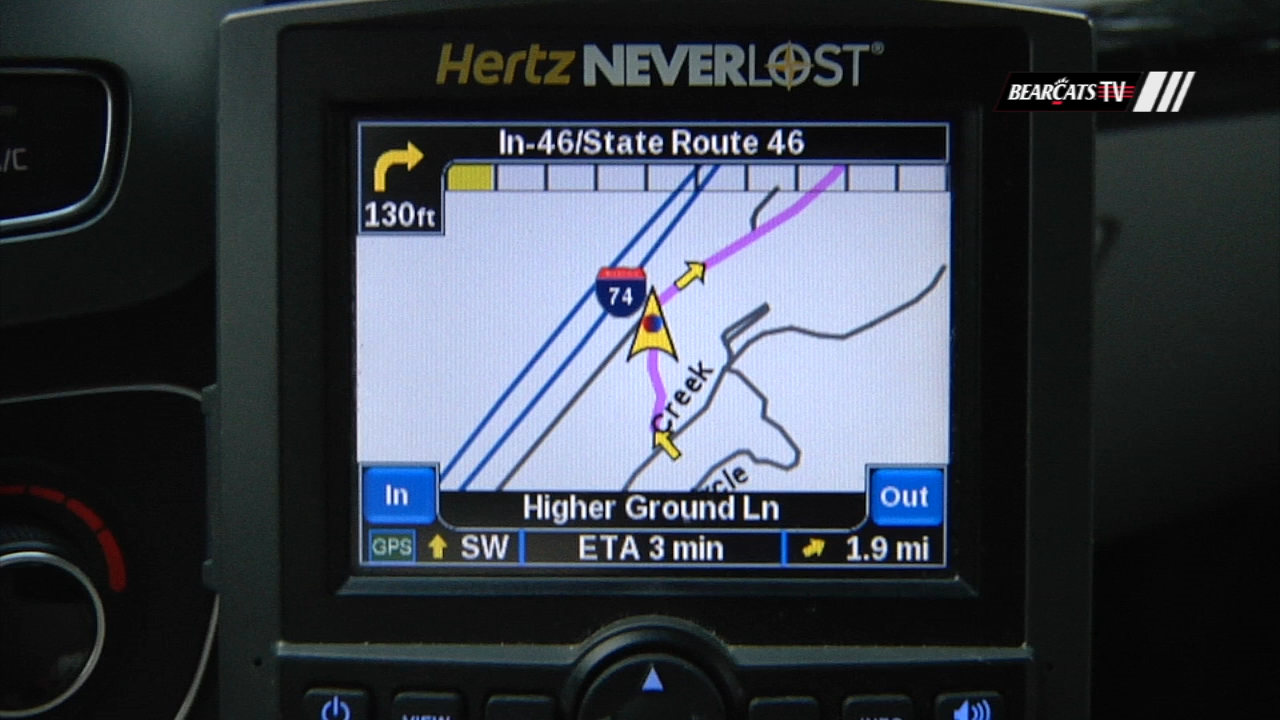 Hertz NEVERLOST®
BEARCATS TV
In-46/State Route 46
130ft
74
Creek
Higher Ground Ln
In
Out
GPS
SW
ETA 3 min
1.9 mi
VIEW